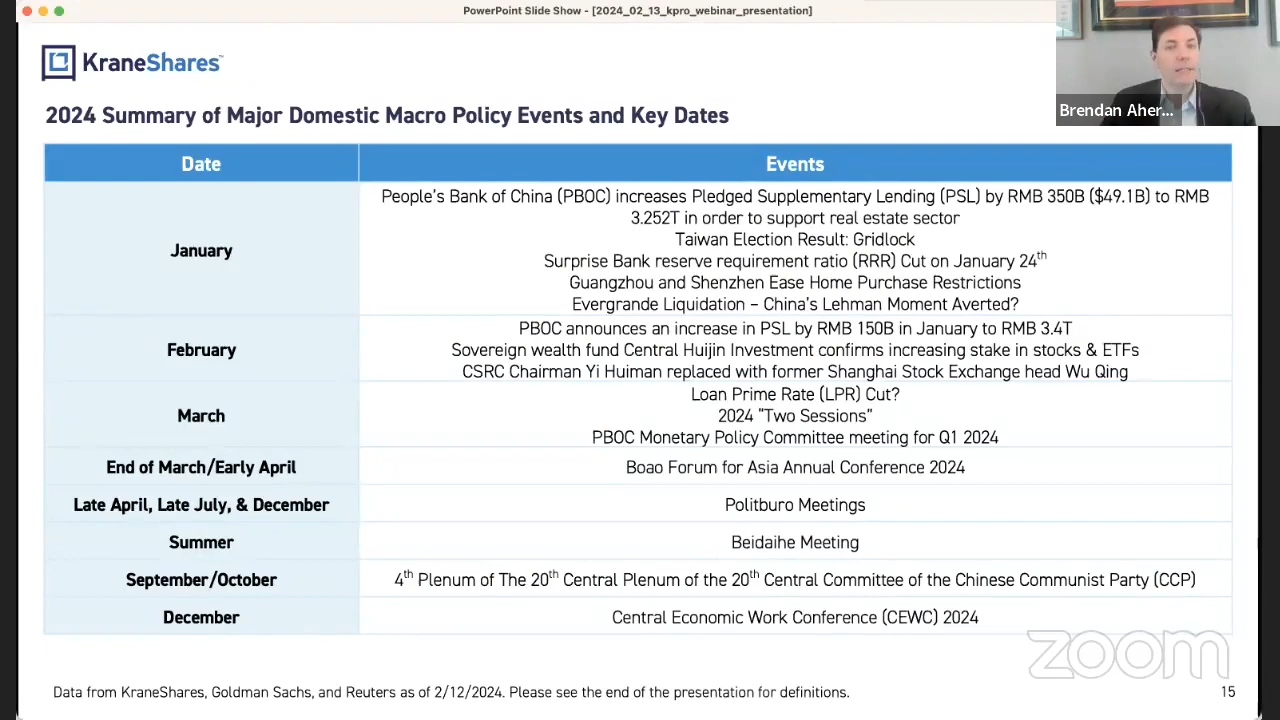 PowerPoint Slide Show - [2024_02_13_kpro_webinar_presentation]
KraneShares™
Brendan Aher...
2024 Summary of Major Domestic Macro Policy Events and Key Dates
Date
Events
January
People's Bank of China (PBOC) increases Pledged Supplementary Lending (PSL) by RMB 350B ($49.1B) to RMB
3.252T in order to support real estate sector
Taiwan Election Result: Gridlock
Surprise Bank reserve requirement ratio (RRR) Cut on January 24th
Guangzhou and Shenzhen Ease Home Purchase Restrictions
Evergrande Liquidation – China's Lehman Moment Averted?
February
PBOC announces an increase in PSL by RMB 150B in January to RMB 3.4T
Sovereign wealth fund Central Huijin Investment confirms increasing stake in stocks & ETFs
CSRC Chairman Yi Huiman replaced with former Shanghai Stock Exchange head Wu Qing
March
Loan Prime Rate (LPR) Cut?
2024 "Two Sessions"
PBOC Monetary Policy Committee meeting for Q1 2024
End of March/Early April
Boao Forum for Asia Annual Conference 2024
Late April, Late July, & December
Politburo Meetings
Summer
Beidaihe Meeting
September/October
4th Plenum of The 20th Central Plenum of the 20th Central Committee of the Chinese Communist Party (CCP)
December
Central Economic Work Conference (CEWC) 2024
zoom
Data from KraneShares, Goldman Sachs, and Reuters as of 2/12/2024. Please see the end of the presentation for definitions.
15